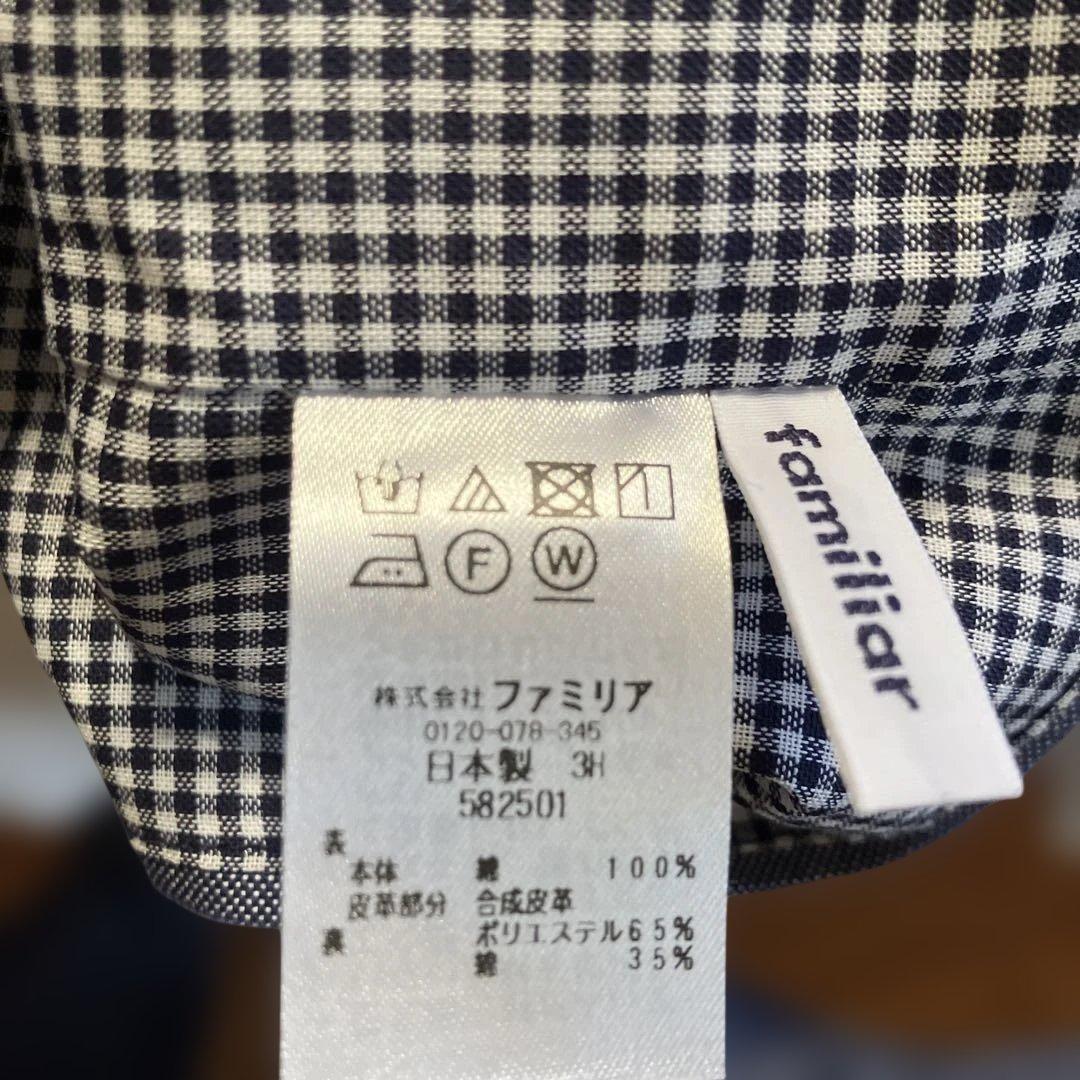 F
W
株式会社ファミリア
0120-078-345
日本製 3H
582501
表
本体 綿 100%
皮革部分 合成皮革
裏 ポリエステル65%
綿 35%
familiar